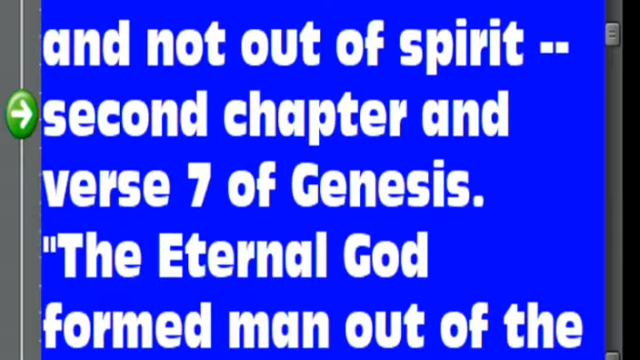 and not out of spirit --
second chapter and
verse 7 of Genesis.
"The Eternal God
formed man out of the